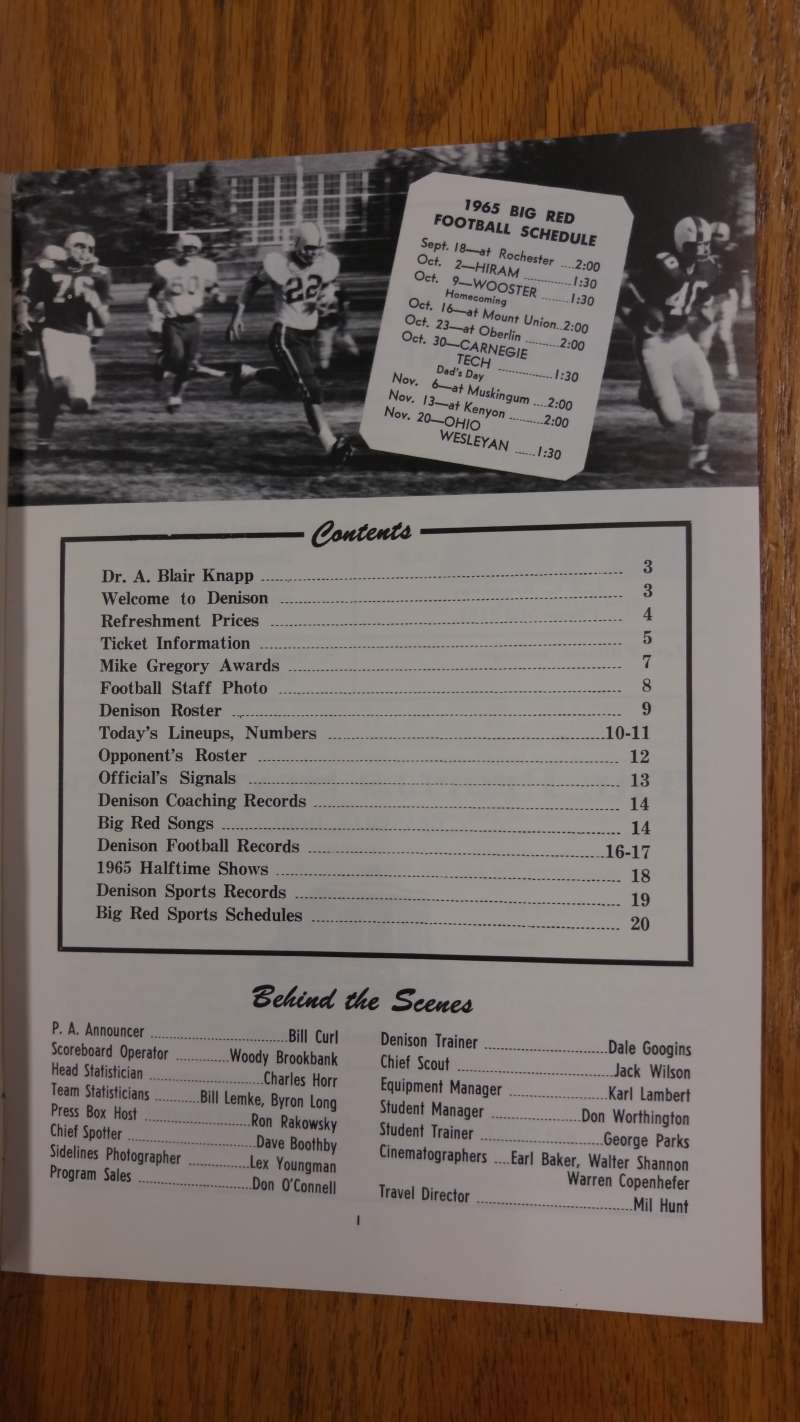 1965 BIG RED
FOOTBALL SCHEDULE
Sept. 18—at Rochester ....2:00
Oct. 2—HIRAM ..............1:30
Oct. 9—WOOSTER ........1:30
Homecoming
Oct. 16—at Mount Union..2:00
Oct. 23—at Oberlin ..........2:00
Oct. 30—CARNEGIE
TECH ................1:30
Dad's Day
Nov. 6—at Muskingum ....2:00
Nov. 13—at Kenyon ..........2:00
Nov. 20—OHIO
WESLEYAN ......1:30
75
50
22
40
Contents
Dr. A. Blair Knapp ........ 3
Welcome to Denison ........ 3
Refreshment Prices ........ 4
Ticket Information ........ 5
Mike Gregory Awards ........ 7
Football Staff Photo ........ 8
Denison Roster ........ 9
Today's Lineups, Numbers ........10-11
Opponent's Roster ........ 12
Official's Signals ........ 13
Denison Coaching Records ........ 14
Big Red Songs ........ 14
Denison Football Records ........16-17
1965 Halftime Shows ........ 18
Denison Sports Records ........ 19
Big Red Sports Schedules ........ 20
Behind the Scenes
P. A. Announcer ........Bill Curl
Scoreboard Operator ........Woody Brookbank
Head Statistician ........Charles Horr
Team Statisticians ........Bill Lemke, Byron Long
Press Box Host ........Ron Rakowsky
Chief Spotter ........Dave Boothby
Sidelines Photographer ........Lex Youngman
Program Sales ........Don O'Connell
Denison Trainer ........Dale Googins
Chief Scout ........Jack Wilson
Equipment Manager ........Karl Lambert
Student Manager ........Don Worthington
Student Trainer ........George Parks
Cinematographers ....Earl Baker, Walter Shannon
Warren Copenhefer
Travel Director ........Mil Hunt
1